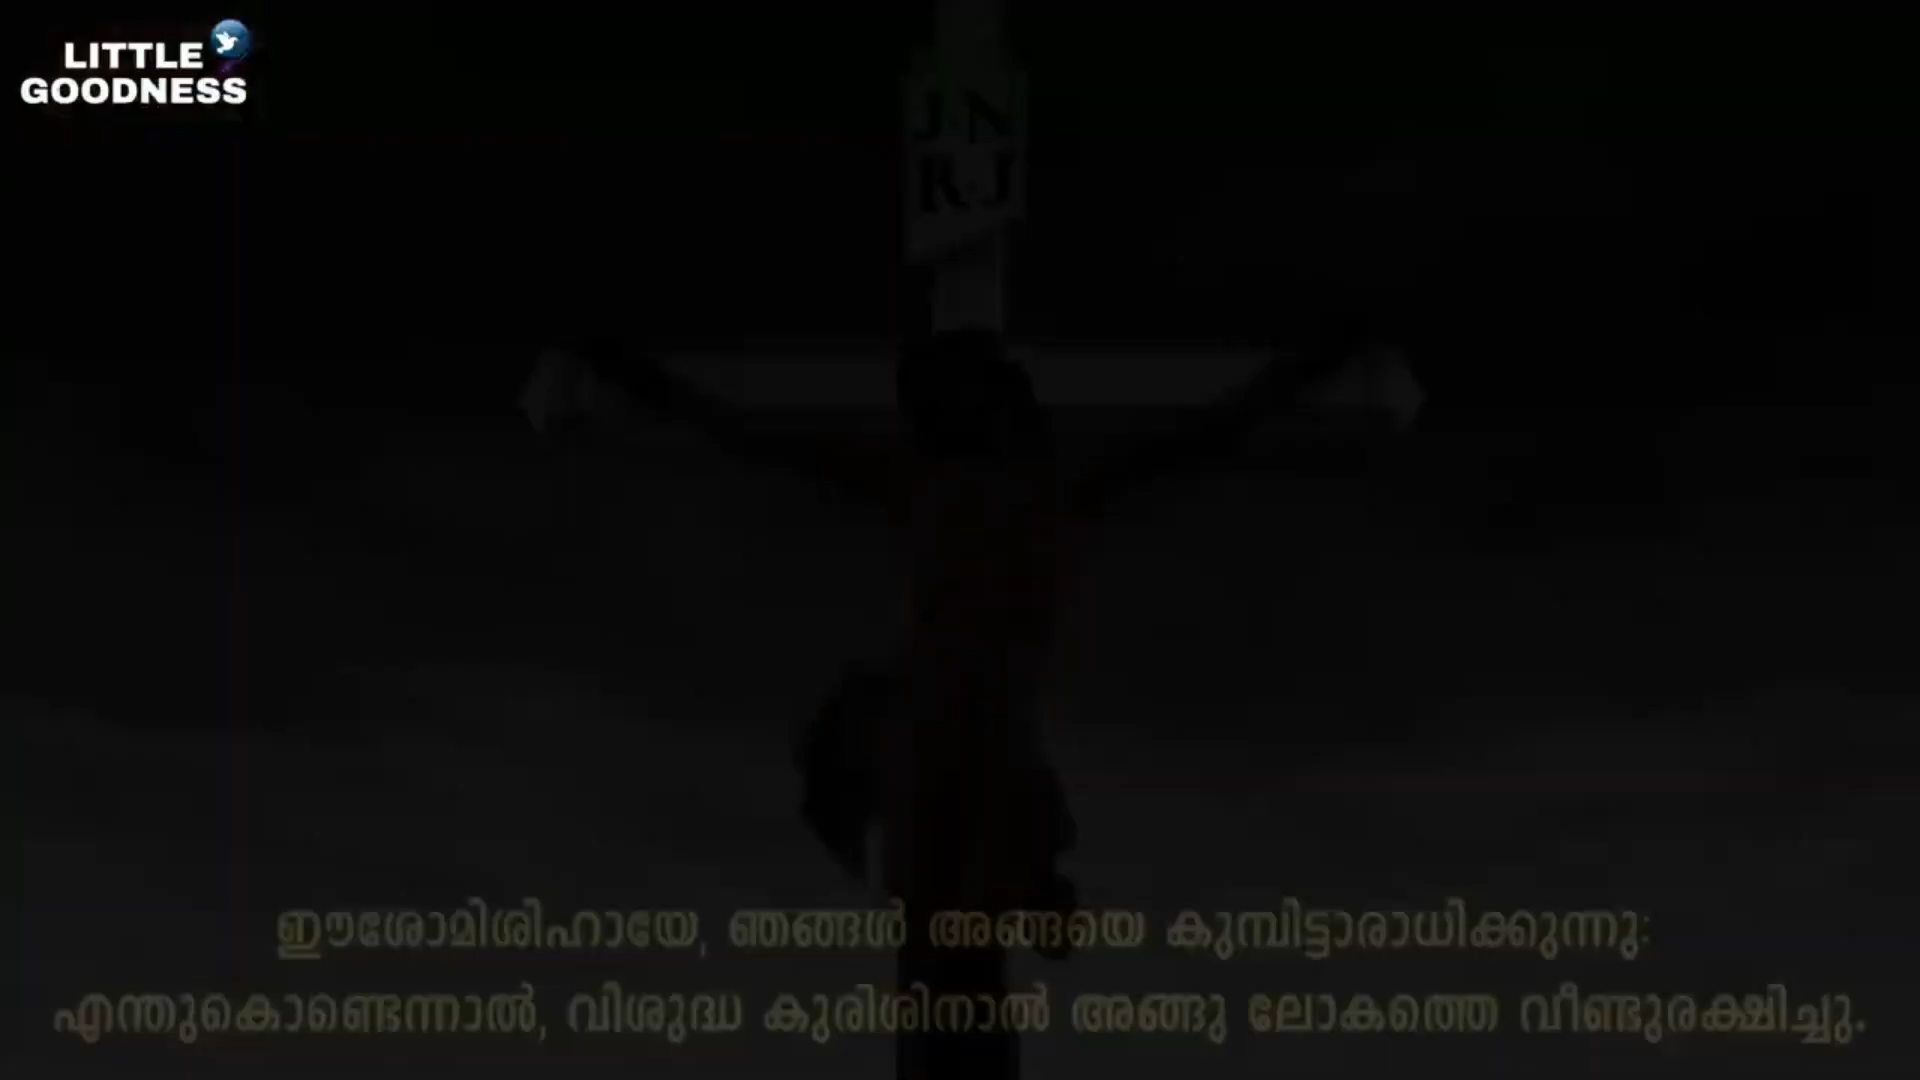 LITTLE
GOODNESS
J N
R J
ഈശോമിശിഹായേ, ഞങ്ങൾ അങ്ങയെ കുമ്പിട്ടാരാധിക്കുന്നു:
എന്തുകൊണ്ടെന്നാൽ, വിശുദ്ധ കുരിശിനാൽ അങ്ങു ലോകത്തെ വീണ്ടുരക്ഷിച്ചു.